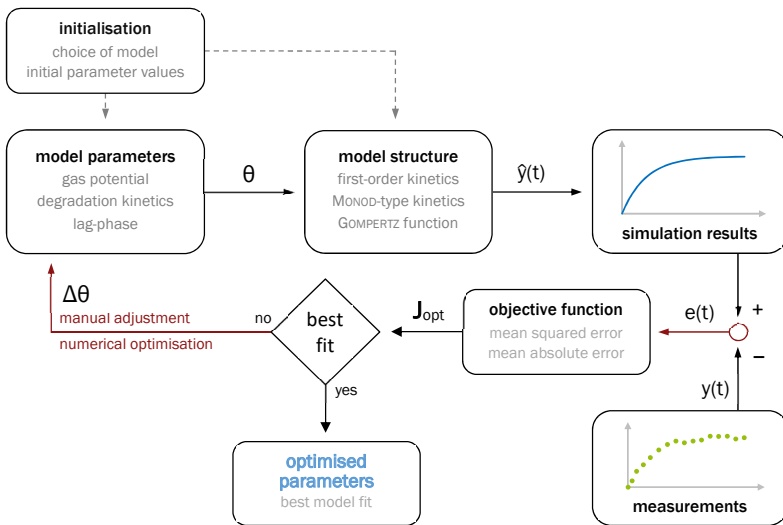 initialisation
choice of model
initial parameter values
model parameters
gas potential
degradation kinetics
lag-phase
θ
model structure
first-order kinetics
MONOD-type kinetics
GOMPERTZ function
ŷ(t)
simulation results
+
e(t)
−
y(t)
measurements
objective function
mean squared error
mean absolute error
Jopt
best
fit
no
yes
Δθ
manual adjustment
numerical optimisation
optimised
parameters
best model fit